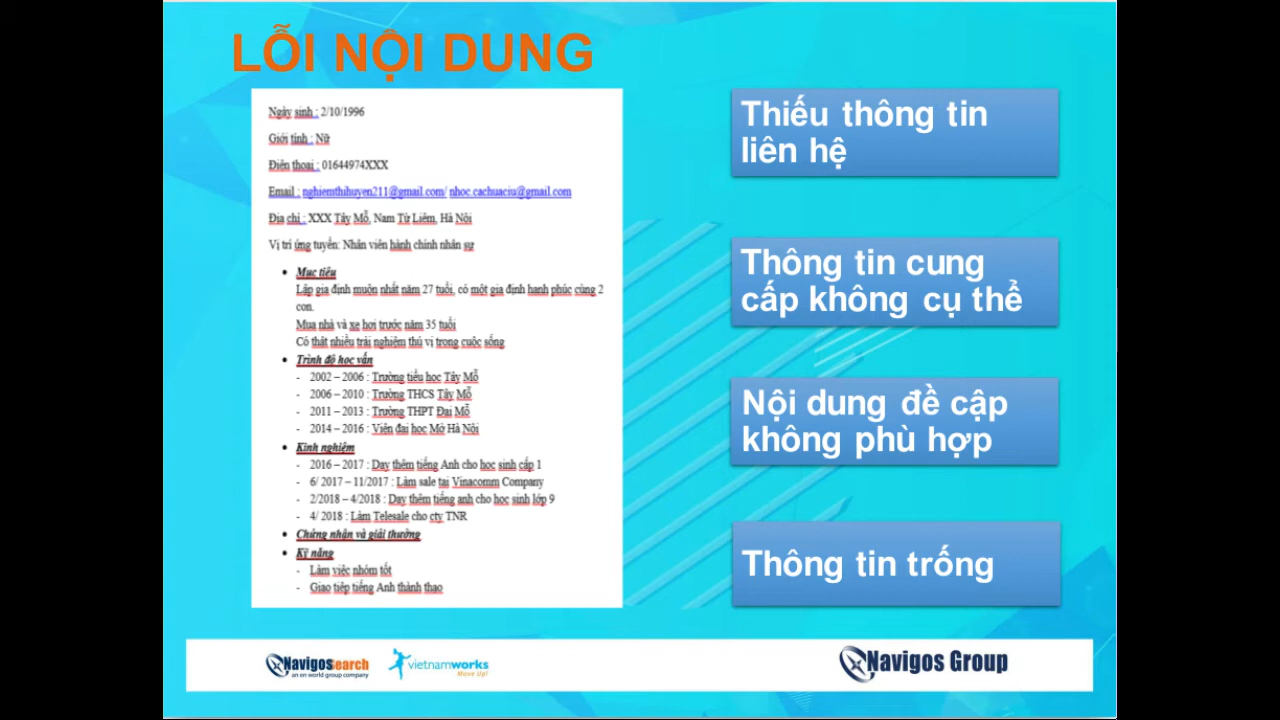 LỖI NỘI DUNG
Ngày sinh : 2/10/1996
Giới tính : Nữ
Điện thoại : 01644974XXX
Email : nghiemthihuyen211@gmail.com/ nhoc.cachuaciu@gmail.com
Địa chỉ : XXX Tây Mỗ, Nam Từ Liêm, Hà Nội
Vị trí ứng tuyển: Nhân viên hành chính nhân sự
• Mục tiêu
Lập gia định muộn nhất năm 27 tuổi, có một gia định hạnh phúc cùng 2
con.
Mua nhà và xe hơi trước năm 35 tuổi
Có thật nhiều trải nghiệm thú vị trong cuộc sống
• Trình độ học vấn
- 2002 – 2006 : Trường tiểu học Tây Mỗ
- 2006 – 2010 : Trường THCS Tây Mỗ
- 2011 – 2013 : Trường THPT Đại Mỗ
- 2014 – 2016 : Viện đại học Mở Hà Nội
• Kinh nghiệm
- 2016 – 2017 : Dạy thêm tiếng Anh cho học sinh cấp 1
- 6/ 2017 – 11/2017 : Làm sale tại Vinacomm Company
- 2/2018 – 4/2018 : Dạy thêm tiếng anh cho học sinh lớp 9
- 4/ 2018 : Làm Telesale cho cty TNR
• Chứng nhận và giải thưởng
• Kỹ năng
- Làm việc nhóm tốt
- Giao tiếp tiếng Anh thành thạo
Thiếu thông tin
liên hệ
Thông tin cung
cấp không cụ thể
Nội dung đề cập
không phù hợp
Thông tin trống
NavigosSearch
an en world group company
vietnamworks
Move Up!
Navigos Group